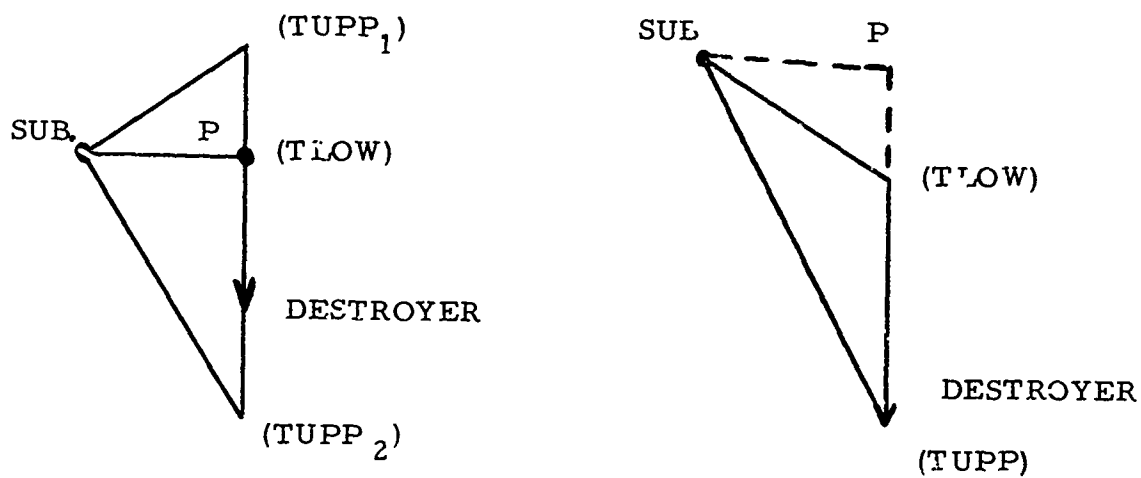 (TUPP1)
SUB.
P
(TLOW)
DESTROYER
(TUPP2)
SUB
P
(TLOW)
DESTROYER
(TUPP)